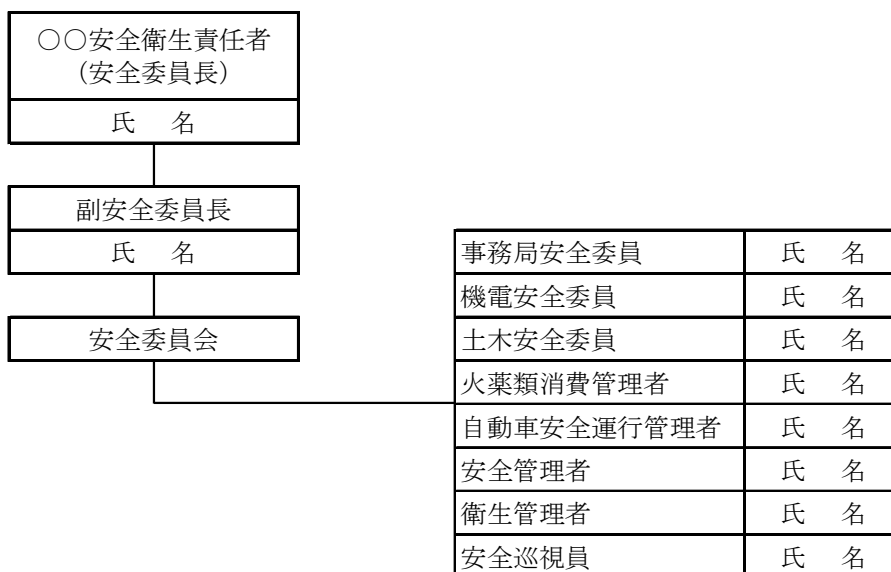 〇〇安全衛生責任者
（安全委員長）
氏 名
副安全委員長
氏 名
安全委員会
事務局安全委員 氏 名
機電安全委員 氏 名
土木安全委員 氏 名
火薬類消費管理者 氏 名
自動車安全運行管理者 氏 名
安全管理者 氏 名
衛生管理者 氏 名
安全巡視員 氏 名